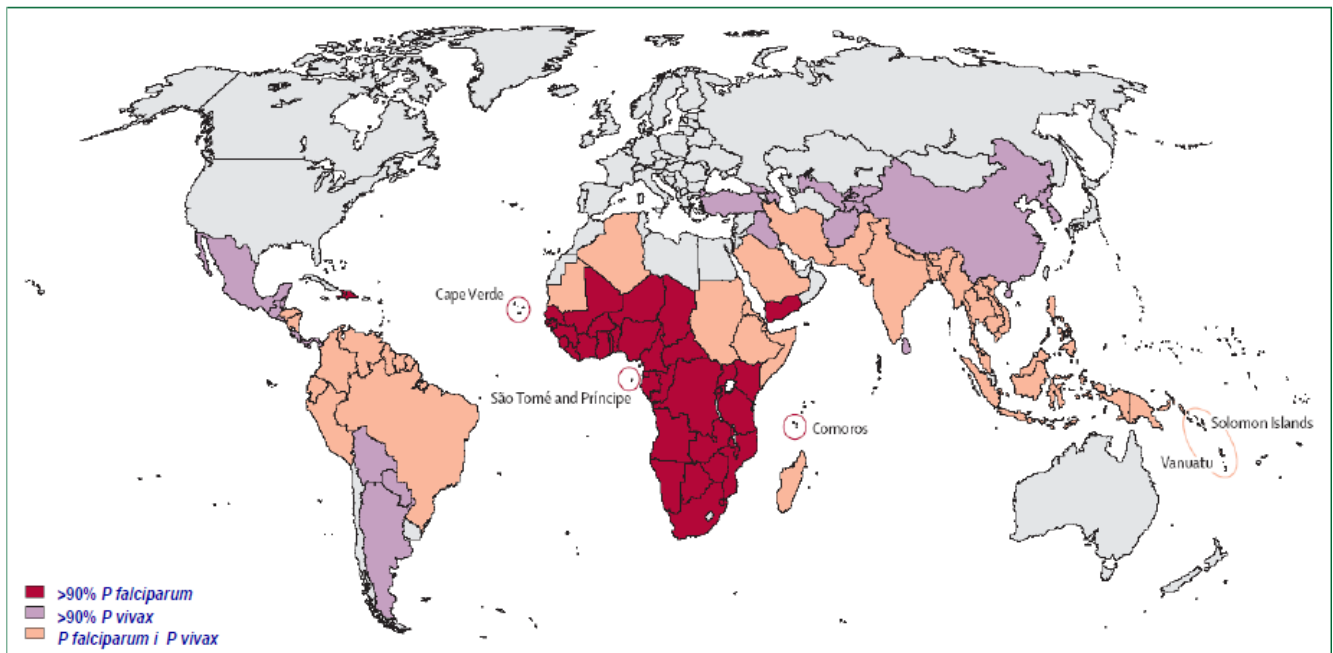 Cape Verde
São Tomé and Príncipe
Comoros
Solomon Islands
Vanuatu
>90% P falciparum
>90% P vivax
P falciparum i P vivax